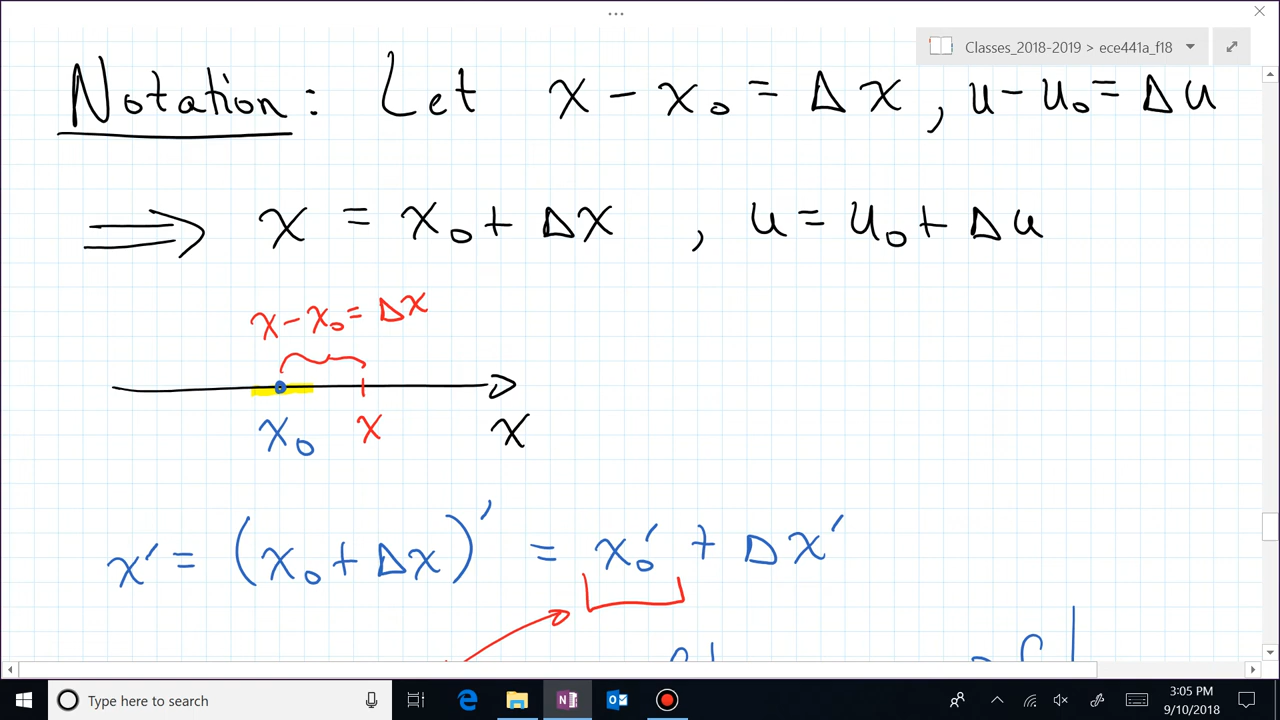 Classes_2018-2019 > ece441a_f18
Notation: Let x - x₀ = Δx, u - u₀ = Δu
⟹ x = x₀ + Δx , u = u₀ + Δu
x - x₀ = Δx
x₀ x x
x' = (x₀ + Δx)' = x₀' + Δx'
Type here to search
3:05 PM
9/10/2018